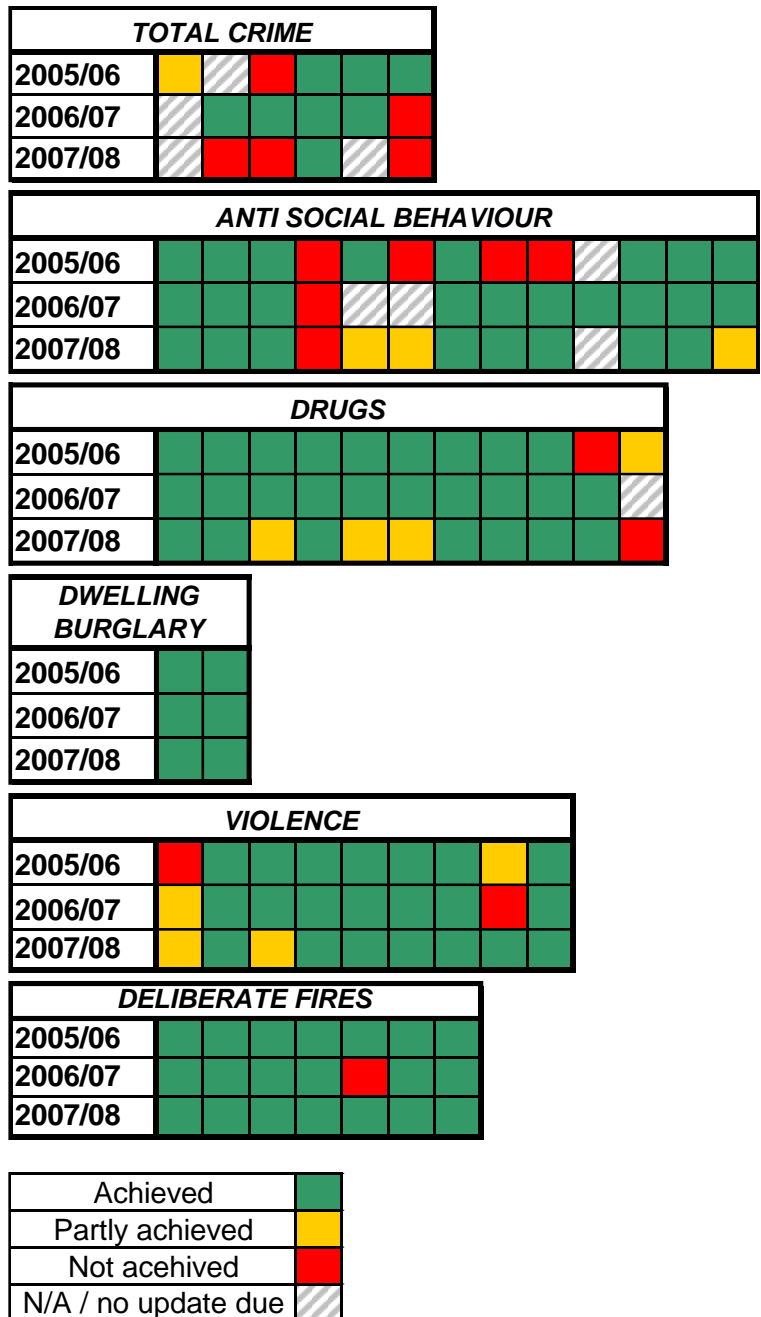 TOTAL CRIME
2005/06
2006/07
2007/08
ANTI SOCIAL BEHAVIOUR
2005/06
2006/07
2007/08
DRUGS
2005/06
2006/07
2007/08
DWELLING
BURGLARY
2005/06
2006/07
2007/08
VIOLENCE
2005/06
2006/07
2007/08
DELIBERATE FIRES
2005/06
2006/07
2007/08
Achieved
Partly achieved
Not acehived
N/A / no update due